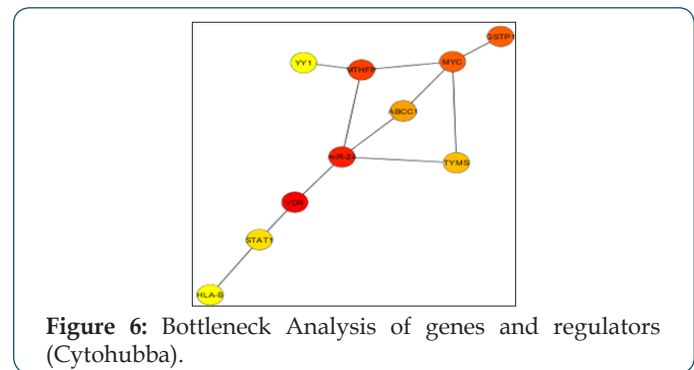 GSTP1
YY1
MTHFR
MYC
ABCC1
miR-24
TYMS
VDR
STAT1
HLA-B
Figure 6: Bottleneck Analysis of genes and regulators
(Cytohubba).